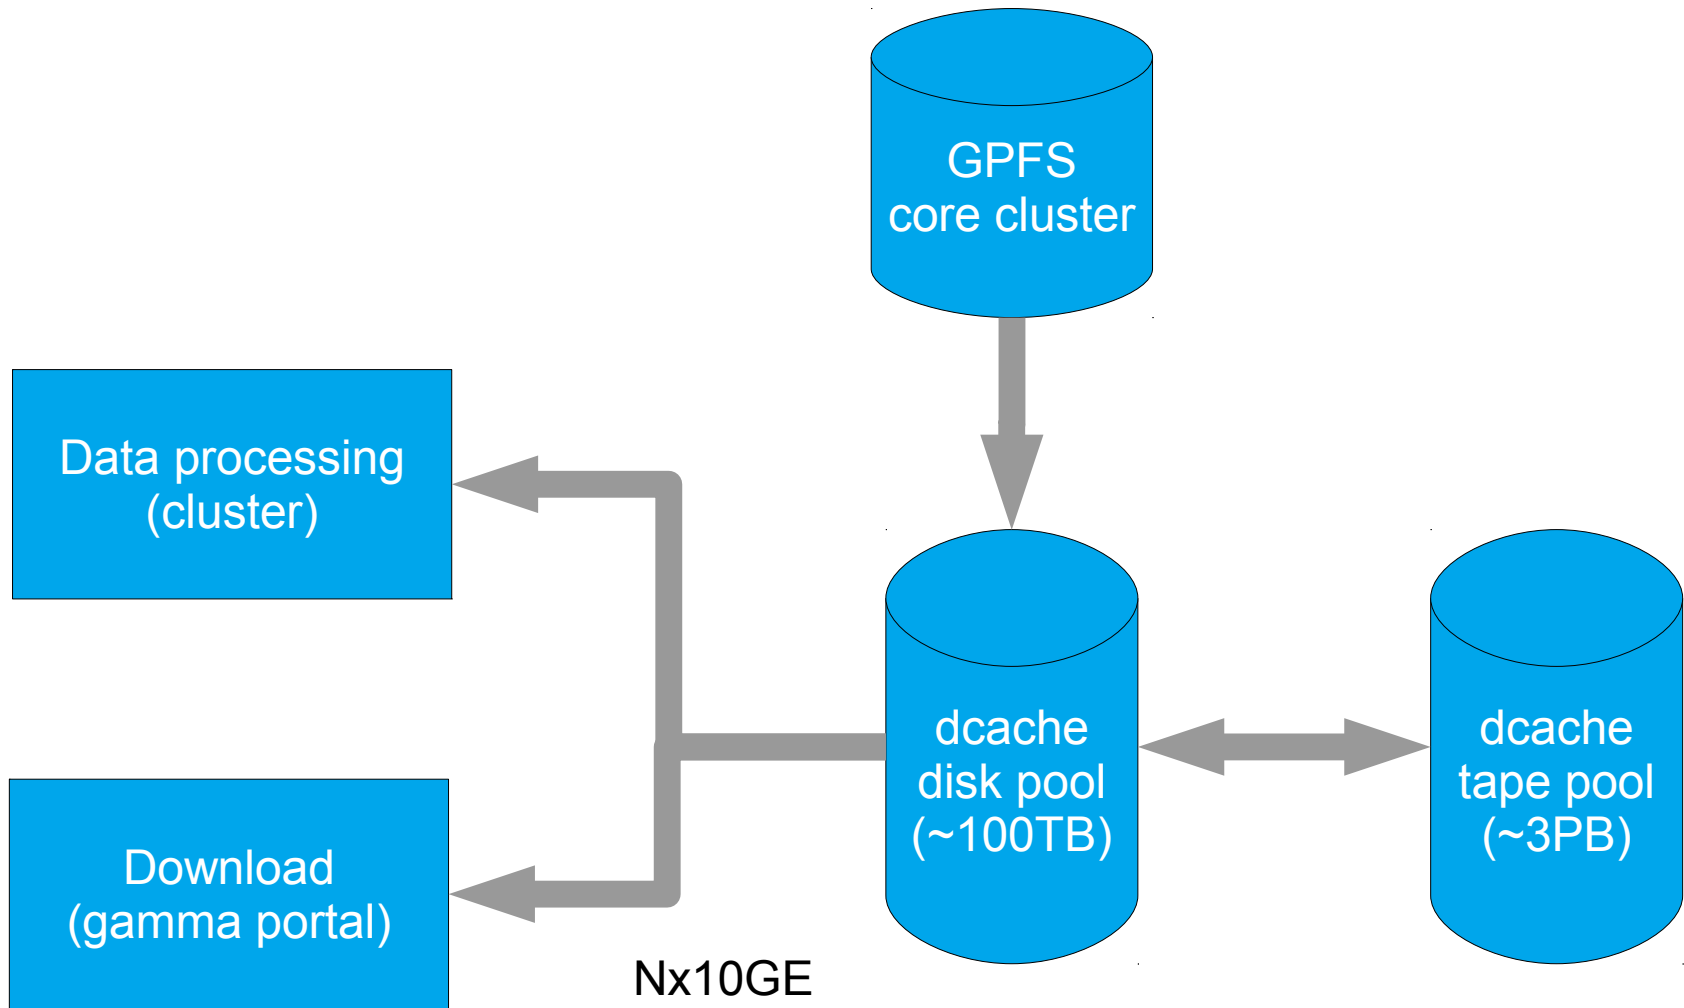 GPFS
core cluster
Data processing
(cluster)
dcache
disk pool
(~100TB)
dcache
tape pool
(~3PB)
Download
(gamma portal)
Nx10GE